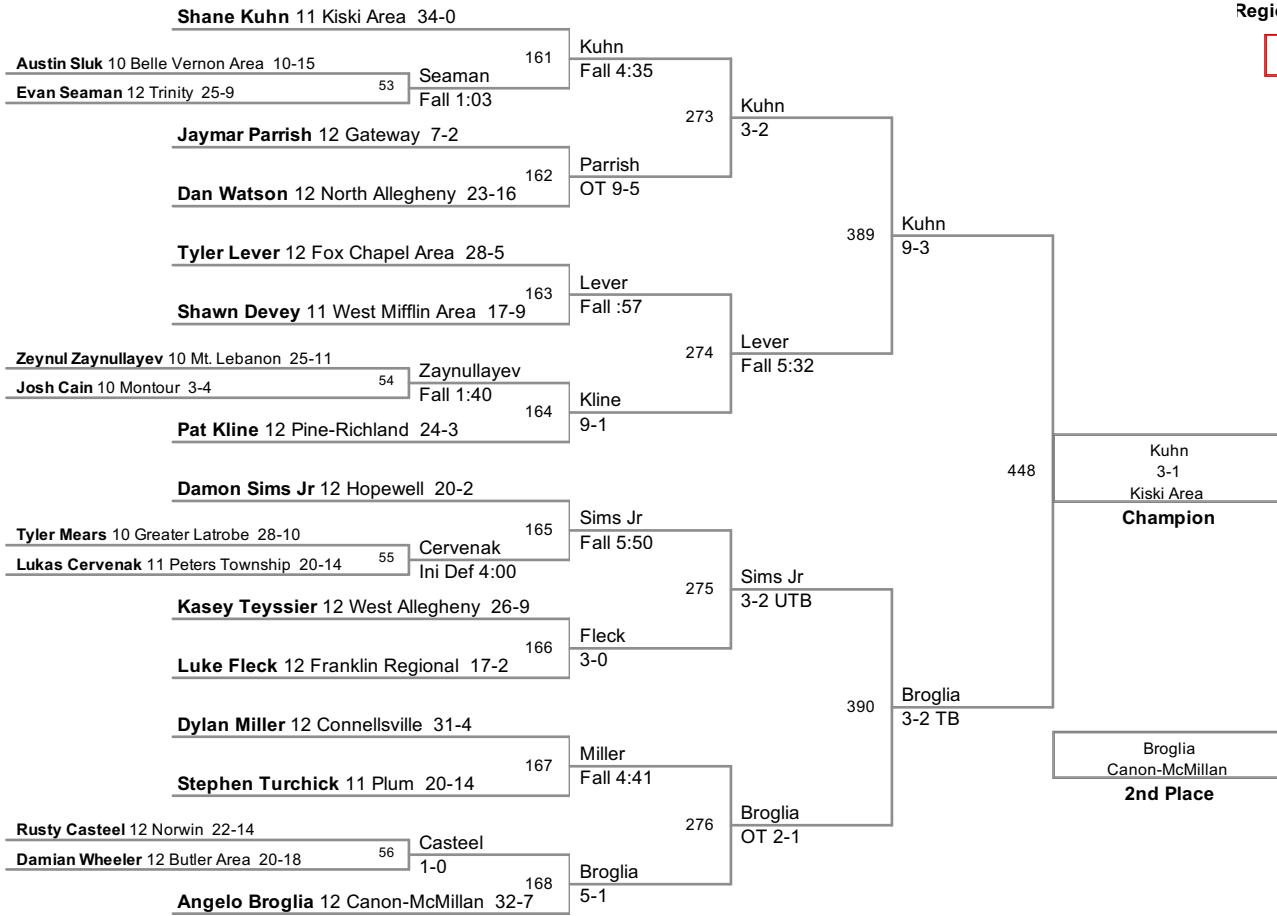 Shane Kuhn 11 Kiski Area 34-0
Regi
161
Kuhn
Fall 4:35
Austin Sluk 10 Belle Vernon Area 10-15
Evan Seaman 12 Trinity 25-9
53
Seaman
Fall 1:03
273
Kuhn
3-2
Jaymar Parrish 12 Gateway 7-2
162
Parrish
OT 9-5
Dan Watson 12 North Allegheny 23-16
389
Kuhn
9-3
Tyler Lever 12 Fox Chapel Area 28-5
163
Lever
Fall :57
Shawn Devey 11 West Mifflin Area 17-9
274
Lever
Fall 5:32
Zeynul Zaynullayev 10 Mt. Lebanon 25-11
Josh Cain 10 Montour 3-4
54
Zaynullayev
Fall 1:40
164
Kline
9-1
Pat Kline 12 Pine-Richland 24-3
448
Kuhn
3-1
Kiski Area
Champion
Damon Sims Jr 12 Hopewell 20-2
165
Sims Jr
Fall 5:50
Tyler Mears 10 Greater Latrobe 28-10
Lukas Cervenak 11 Peters Township 20-14
55
Cervenak
Ini Def 4:00
275
Sims Jr
3-2 UTB
Kasey Teyssier 12 West Allegheny 26-9
166
Fleck
3-0
Luke Fleck 12 Franklin Regional 17-2
390
Broglia
3-2 TB
Dylan Miller 12 Connellsville 31-4
167
Miller
Fall 4:41
Stephen Turchick 11 Plum 20-14
Broglia
Canon-McMillan
2nd Place
276
Broglia
OT 2-1
Rusty Casteel 12 Norwin 22-14
Damian Wheeler 12 Butler Area 20-18
56
Casteel
1-0
168
Broglia
5-1
Angelo Broglia 12 Canon-McMillan 32-7